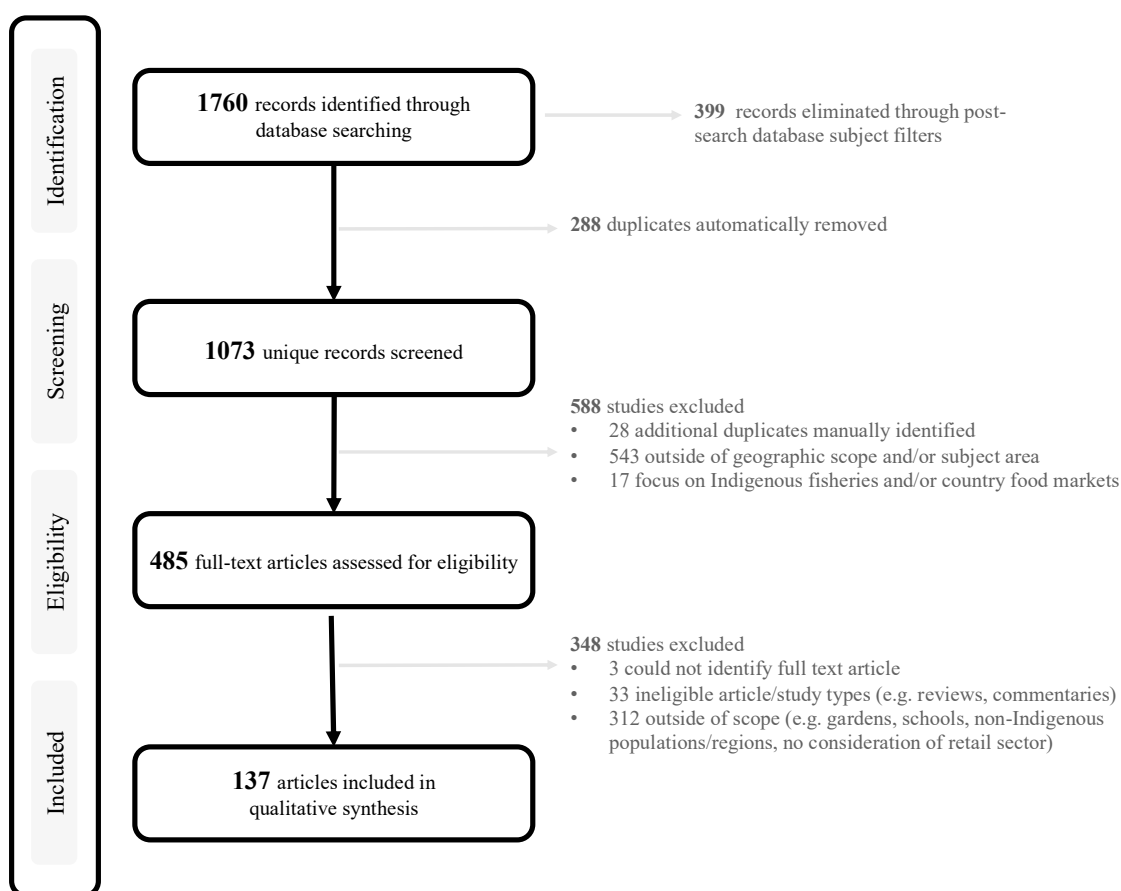 Identification
1760 records identified through
database searching
399 records eliminated through post-
search database subject filters
288 duplicates automatically removed
Screening
1073 unique records screened
588 studies excluded
• 28 additional duplicates manually identified
• 543 outside of geographic scope and/or subject area
• 17 focus on Indigenous fisheries and/or country food markets
Eligibility
485 full-text articles assessed for eligibility
348 studies excluded
• 3 could not identify full text article
• 33 ineligible article/study types (e.g. reviews, commentaries)
• 312 outside of scope (e.g. gardens, schools, non-Indigenous
populations/regions, no consideration of retail sector)
Included
137 articles included in
qualitative synthesis